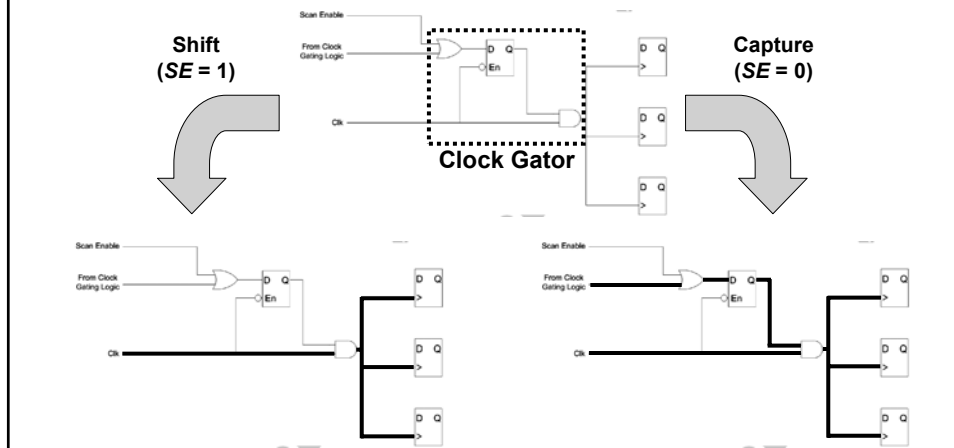 Scan Enable
From Clock
Gating Logic
D Q
En
Clk
D Q
>
D Q
>
D Q
>
Clock Gator
Shift
(SE = 1)
Capture
(SE = 0)
Scan Enable
From Clock
Gating Logic
D Q
En
Clk
D Q
>
D Q
>
D Q
>
Scan Enable
From Clock
Gating Logic
D Q
En
Clk
D Q
>
D Q
>
D Q
>